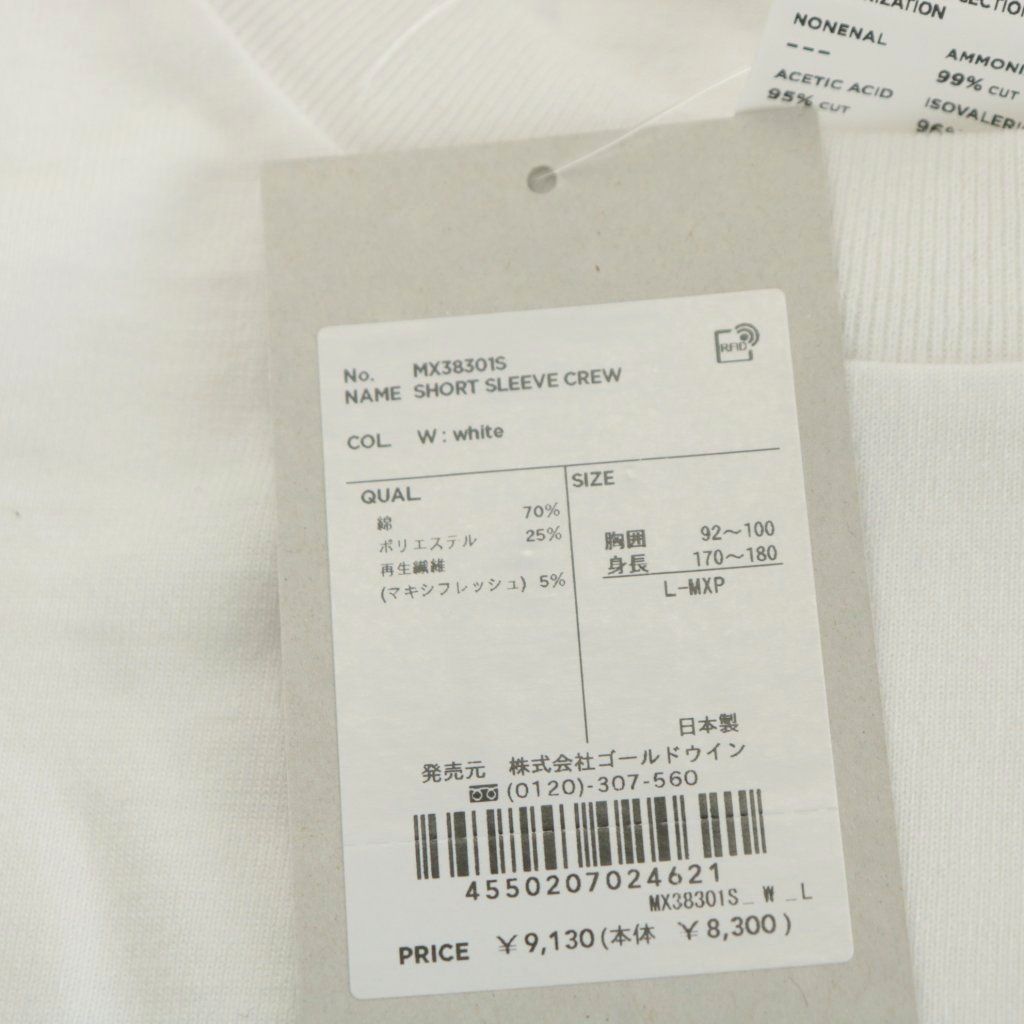 NONENAL
---
AMMONI
99% CUT
ACETIC ACID
95% CUT
RFID
No. MX38301S
NAME SHORT SLEEVE CREW
COL. W : white
QUAL.
綿 70%
ポリエステル 25%
再生繊維
(マキシフレッシュ) 5%
SIZE
胸囲 92〜100
身長 170〜180
L-MXP
日本製
発売元 株式会社ゴールドウイン
(0120)-307-560
4550207024621
MX38301S_ W _L
PRICE ¥9,130(本体 ¥8,300)